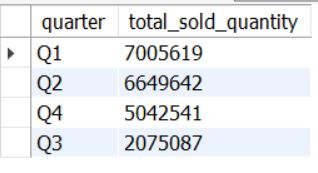 quarter total_sold_quantity
Q1 7005619
Q2 6649642
Q4 5042541
Q3 2075087